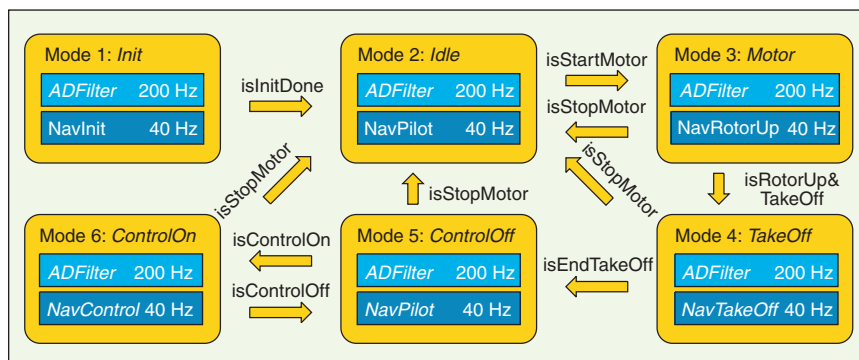 Mode 1: Init
ADFilter 200 Hz
NavInit 40 Hz
isInitDone
Mode 2: Idle
ADFilter 200 Hz
NavPilot 40 Hz
isStartMotor
isStopMotor
Mode 3: Motor
ADFilter 200 Hz
NavRotorUp 40 Hz
isStopMotor
isStopMotor
isStopMotor
isRotorUp&
TakeOff
Mode 6: ControlOn
ADFilter 200 Hz
NavControl 40 Hz
isControlOn
isControlOff
Mode 5: ControlOff
ADFilter 200 Hz
NavPilot 40 Hz
isEndTakeOff
Mode 4: TakeOff
ADFilter 200 Hz
NavTakeOff 40 Hz